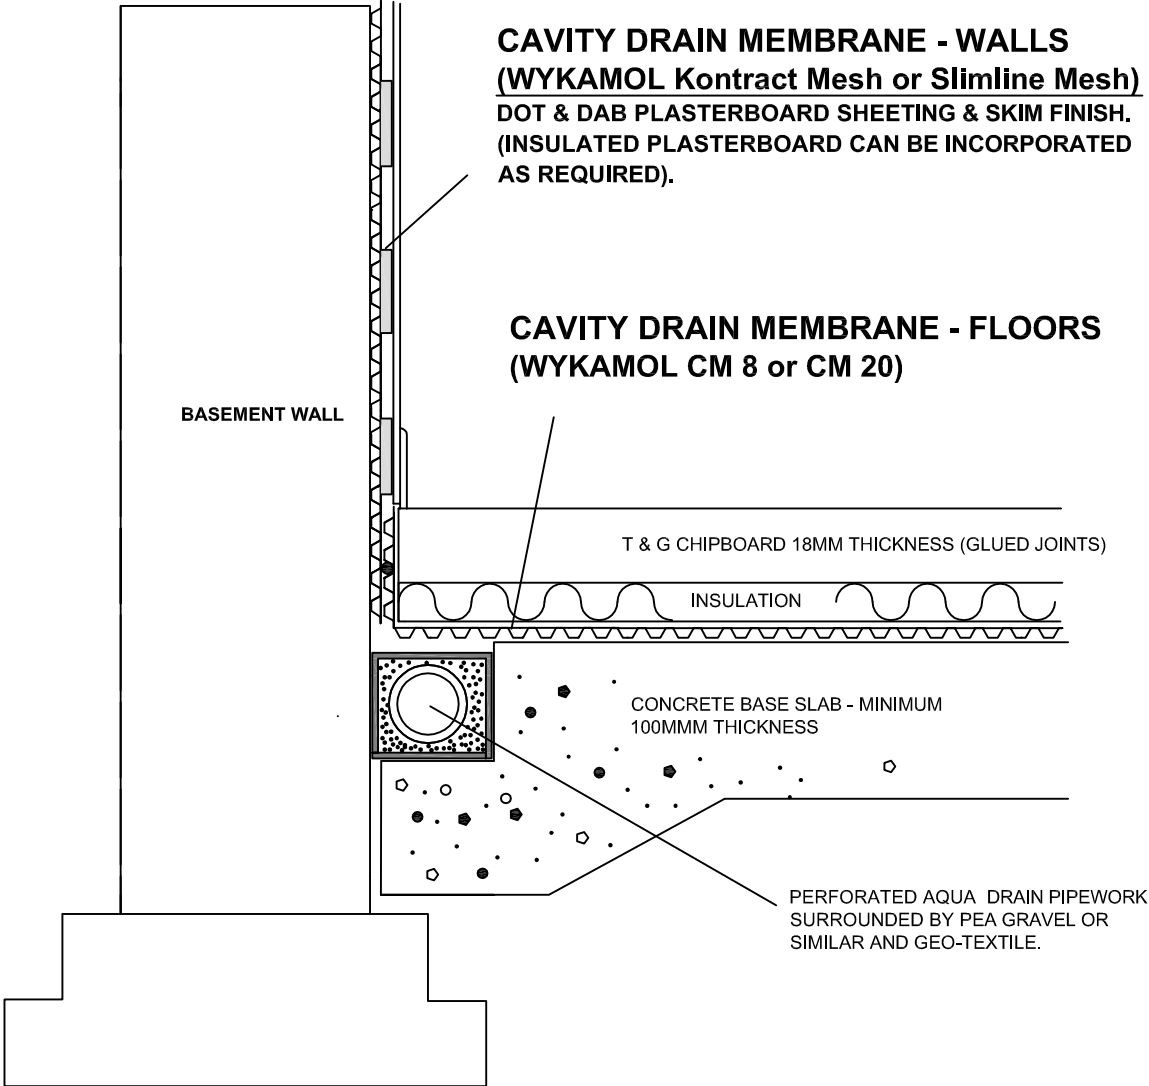 CAVITY DRAIN MEMBRANE - WALLS
(WYKAMOL Kontract Mesh or Slimline Mesh)
DOT & DAB PLASTERBOARD SHEETING & SKIM FINISH.
(INSULATED PLASTERBOARD CAN BE INCORPORATED
AS REQUIRED).
CAVITY DRAIN MEMBRANE - FLOORS
(WYKAMOL CM 8 or CM 20)
BASEMENT WALL
T & G CHIPBOARD 18MM THICKNESS (GLUED JOINTS)
INSULATION
CONCRETE BASE SLAB - MINIMUM
100MMM THICKNESS
PERFORATED AQUA DRAIN PIPEWORK
SURROUNDED BY PEA GRAVEL OR
SIMILAR AND GEO-TEXTILE.